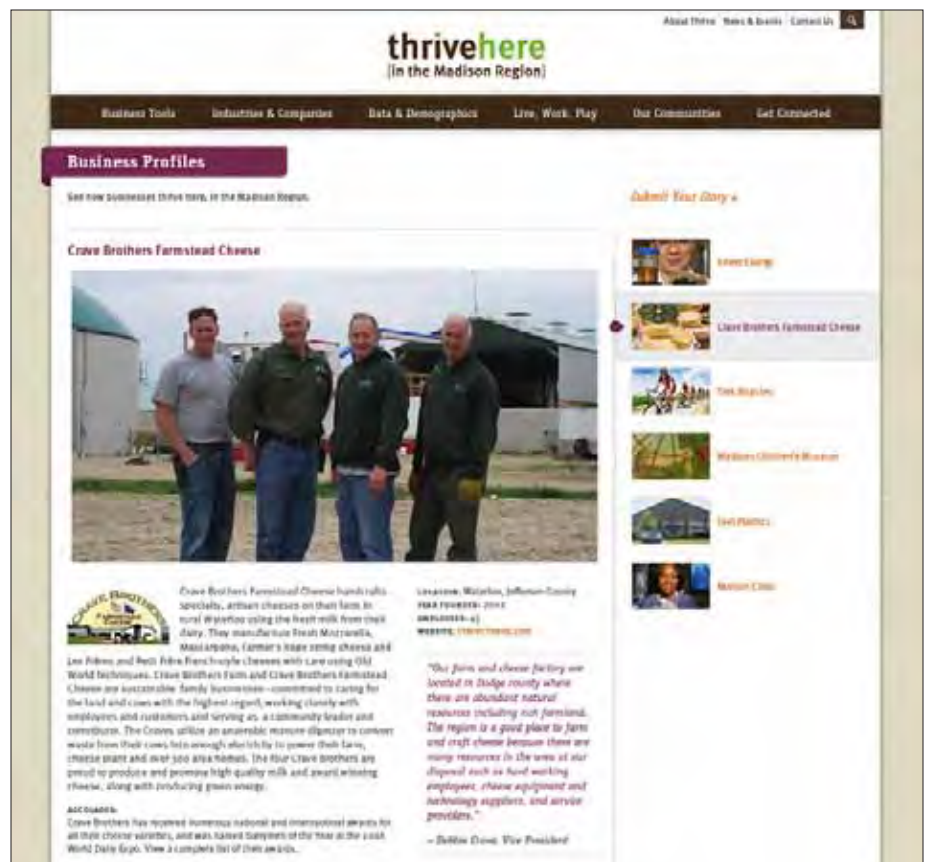 About Thrive News & Events Contact Us
thrivehere
[in the Madison Region]
Business Tools Industries & Companies Data & Demographics Live, Work, Play Our Communities Get Connected
Business Profiles
See how businesses thrive here, in the Madison Region.
Submit Your Story »
Crave Brothers Farmstead Cheese
Crave Brothers Farmstead Cheese
Trek Bicycles
Madison Children's Museum
CRAVE BROTHERS
Crave Brothers Farmstead Cheese handcrafts
specialty, artisan cheeses on their farm in
rural Waterloo using the fresh milk from their
dairy. They manufacture Fresh Mozzarella,
Mascarpone, Farmer's Rope string cheese and
Les Frères and Petit Frère French-style cheeses with care using Old
World techniques. Crave Brothers Farm and Crave Brothers Farmstead
Cheese are sustainable family businesses—committed to caring for
the land and cows with the highest regard; working closely with
employees and customers and serving as a community leader and
contributor. The Craves utilize an anaerobic manure digester to convert
waste from their cows into enough electricity to power their farm,
cheese plant and over 300 area homes. The four Crave Brothers are
proud to produce and promote high quality milk and award winning
cheese, along with producing green energy.
ACCOLADES:
Crave Brothers has received numerous national and international awards for
all their cheese varieties, and was named Dairymen of the Year at the
World Dairy Expo. View a complete list of their awards.
LOCATION: Waterloo, Jefferson County
YEAR FOUNDED:
EMPLOYEES:
WEBSITE:
"Our farm and cheese factory are
located in Dodge county where
there are abundant natural
resources including rich farmland.
The region is a good place to farm
and craft cheese because there are
many resources in the area at our
disposal such as hard working
employees, cheese equipment and
technology suppliers, and service
providers."
– Debbie Crave, Vice President